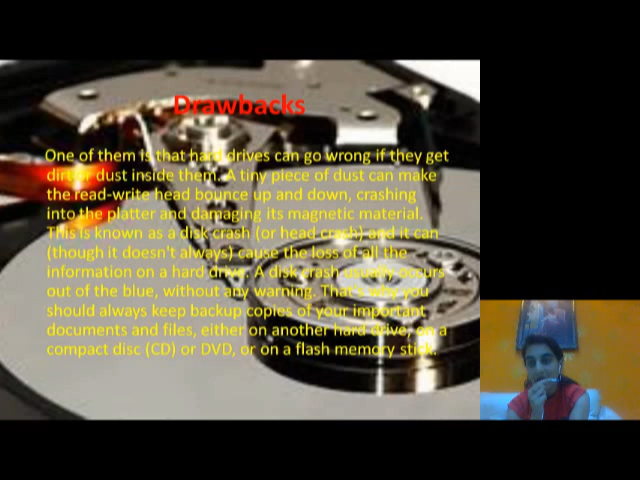 Drawbacks
One of them is that hard drives can go wrong if they get
dirt or dust inside them. A tiny piece of dust can make
the read-write head bounce up and down, crashing
into the platter and damaging its magnetic material.
This is known as a disk crash (or head crash) and it can
(though it doesn't always) cause the loss of all the
information on a hard drive. A disk crash usually occurs
out of the blue, without any warning. That's why you
should always keep backup copies of your important
documents and files, either on another hard drive, on a
compact disc (CD) or DVD, or on a flash memory stick.